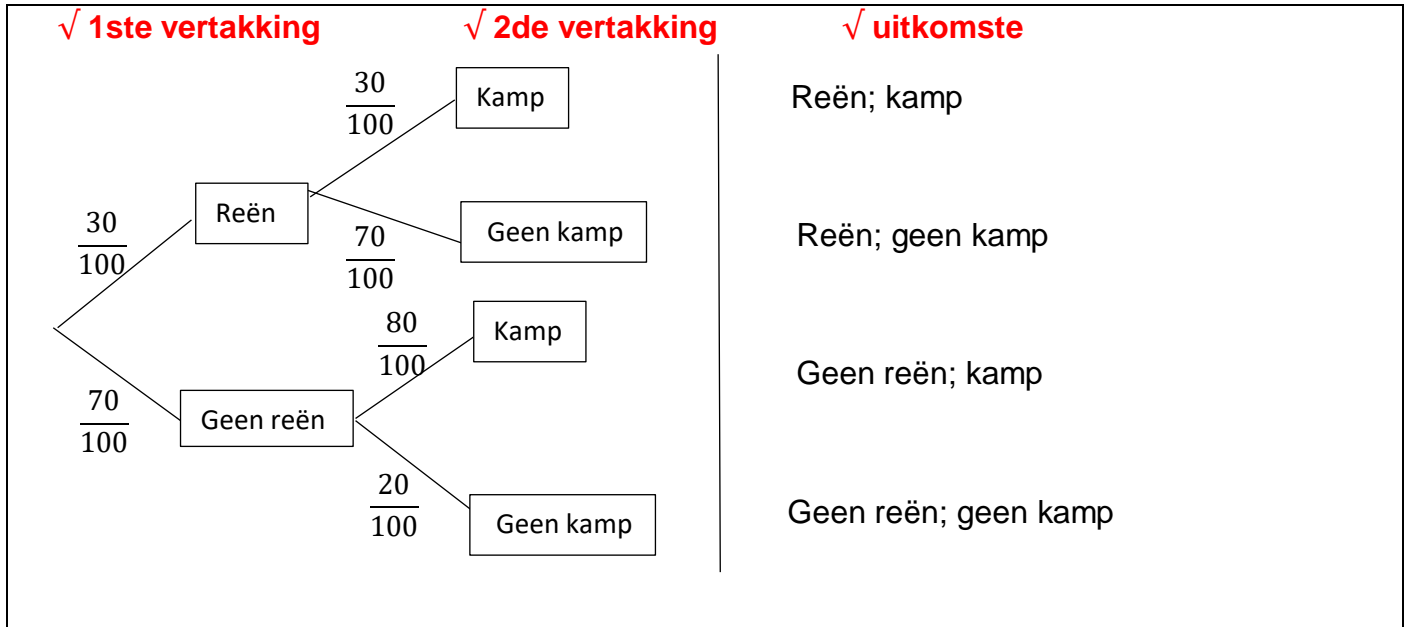 √ 1ste vertakking √ 2de vertakking √ uitkomste
30/100 Kamp Reën; kamp
30/100 Reën
70/100 Geen kamp Reën; geen kamp
80/100 Kamp Geen reën; kamp
70/100 Geen reën
20/100 Geen kamp Geen reën; geen kamp